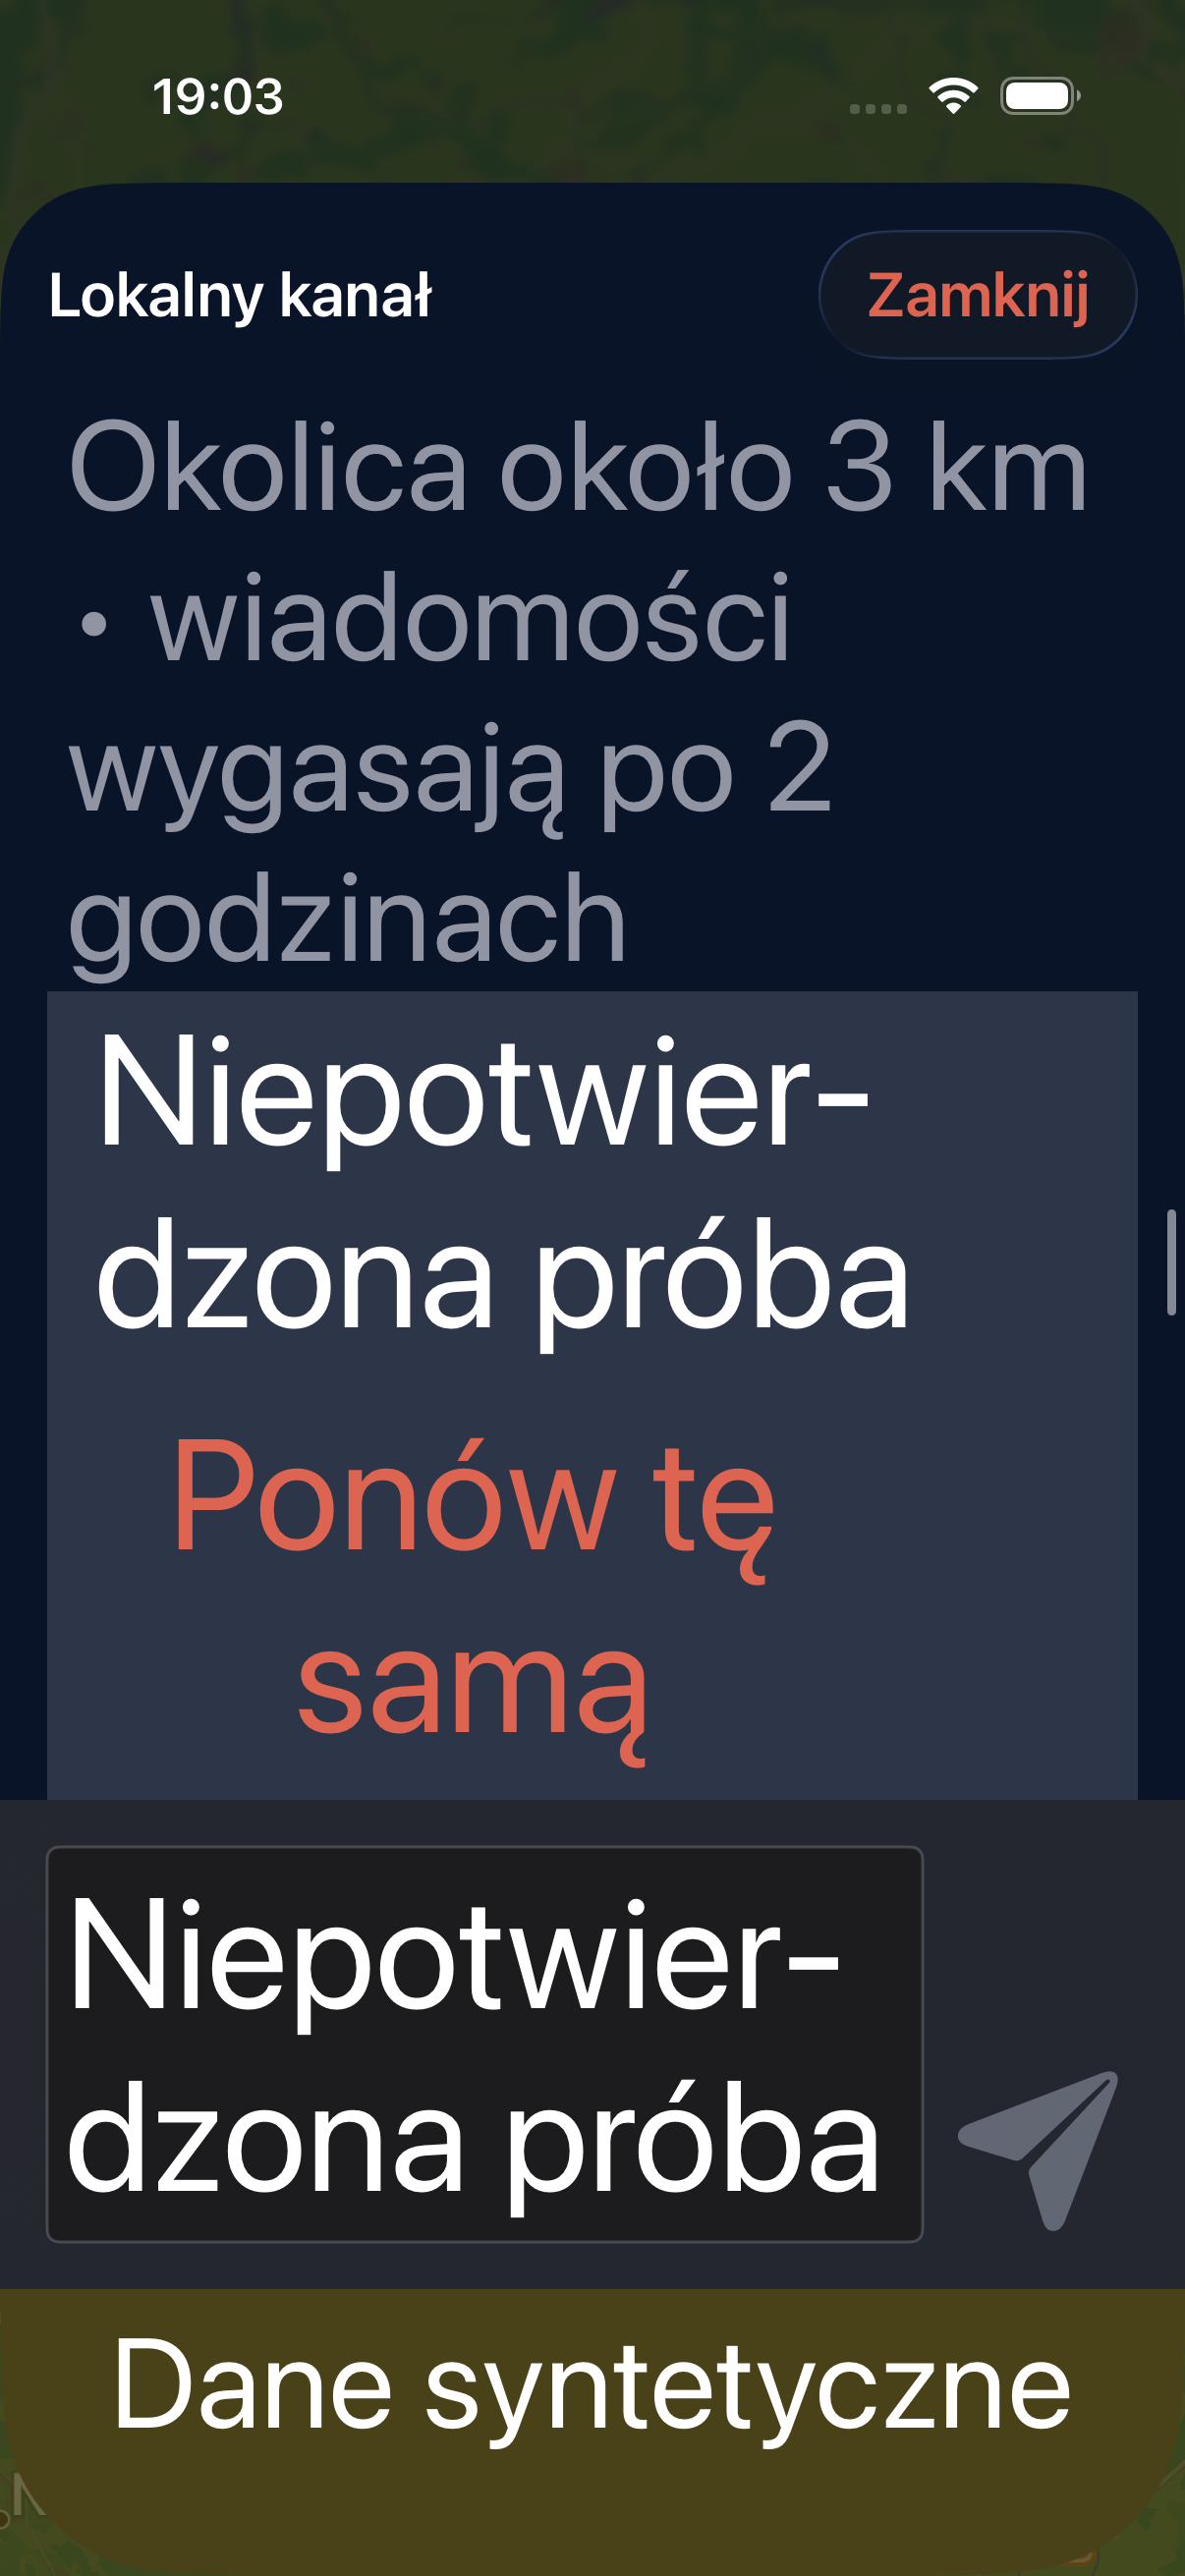 19:03
Lokalny kanał
Zamknij
Okolica około 3 km
• wiadomości
wygasają po 2
godzinach
Niepotwier-
dzona próba
Ponów tę
samą
Niepotwier-
dzona próba
Dane syntetyczne